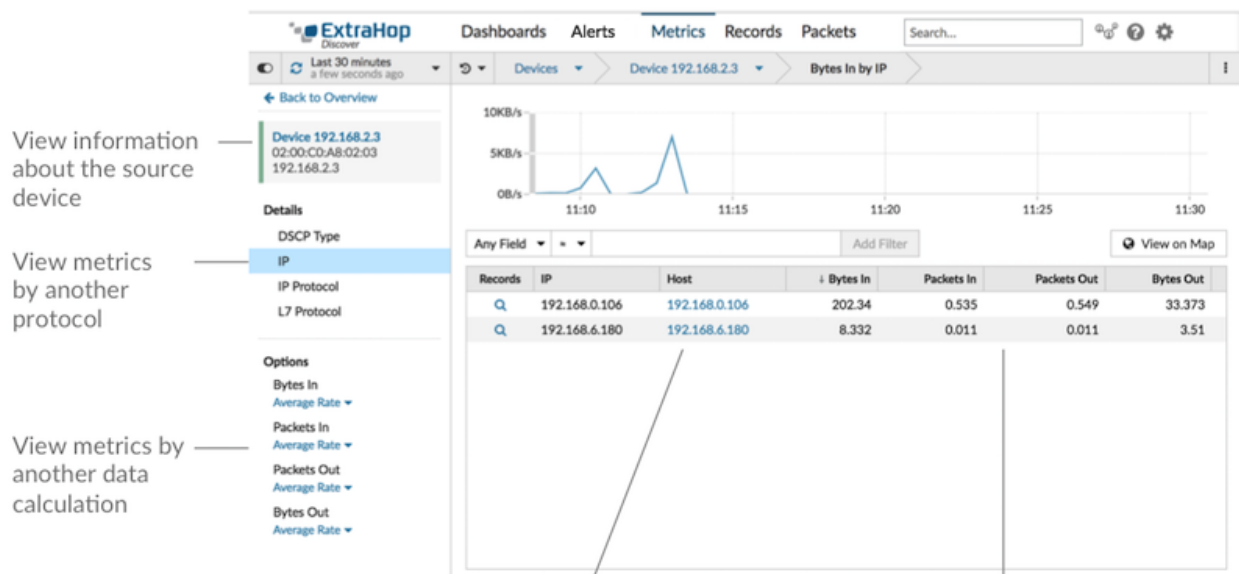 ExtraHop
Discover
Dashboards Alerts Metrics Records Packets Search...
Last 30 minutes
a few seconds ago
Devices Device 192.168.2.3 Bytes In by IP
Back to Overview
View information
about the source
device
Device 192.168.2.3
02:00:C0:A8:02:03
192.168.2.3
10KB/s
5KB/s
0B/s
11:10 11:15 11:20 11:25 11:30
Details
DSCP Type
IP
IP Protocol
L7 Protocol
View metrics
by another
protocol
Any Field ≈ Add Filter View on Map
Records IP Host ↓ Bytes In Packets In Packets Out Bytes Out
192.168.0.106 192.168.0.106 202.34 0.535 0.549 33.373
192.168.6.180 192.168.6.180 8.332 0.011 0.011 3.51
Options
Bytes In
Average Rate
Packets In
Average Rate
Packets Out
Average Rate
Bytes Out
Average Rate
View metrics by
another data
calculation